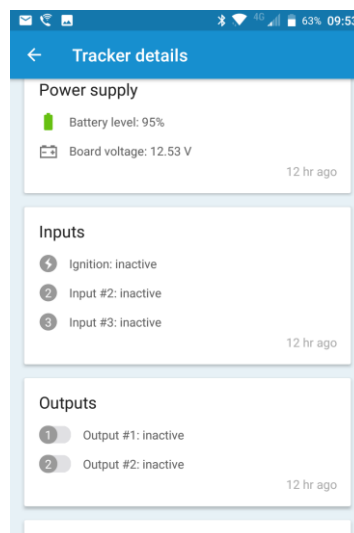 4G 63% 09:53
Tracker details
Power supply
Battery level: 95%
Board voltage: 12.53 V
12 hr ago
Inputs
Ignition: inactive
2 Input #2: inactive
3 Input #3: inactive
12 hr ago
Outputs
1 Output #1: inactive
2 Output #2: inactive
12 hr ago